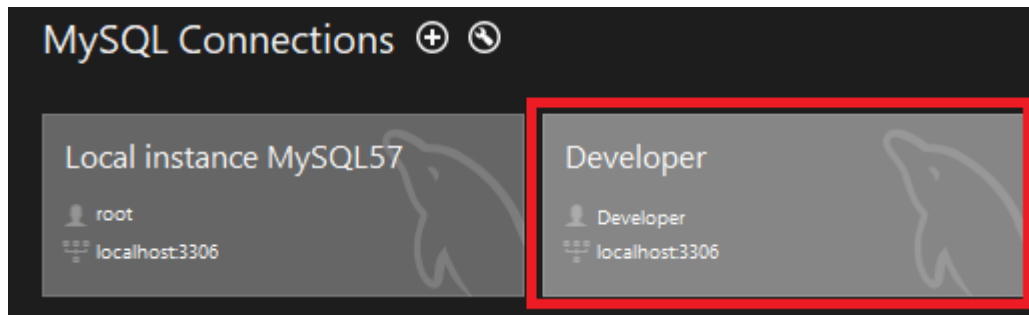 MySQL Connections
Local instance MySQL57
root
localhost:3306
Developer
Developer
localhost:3306